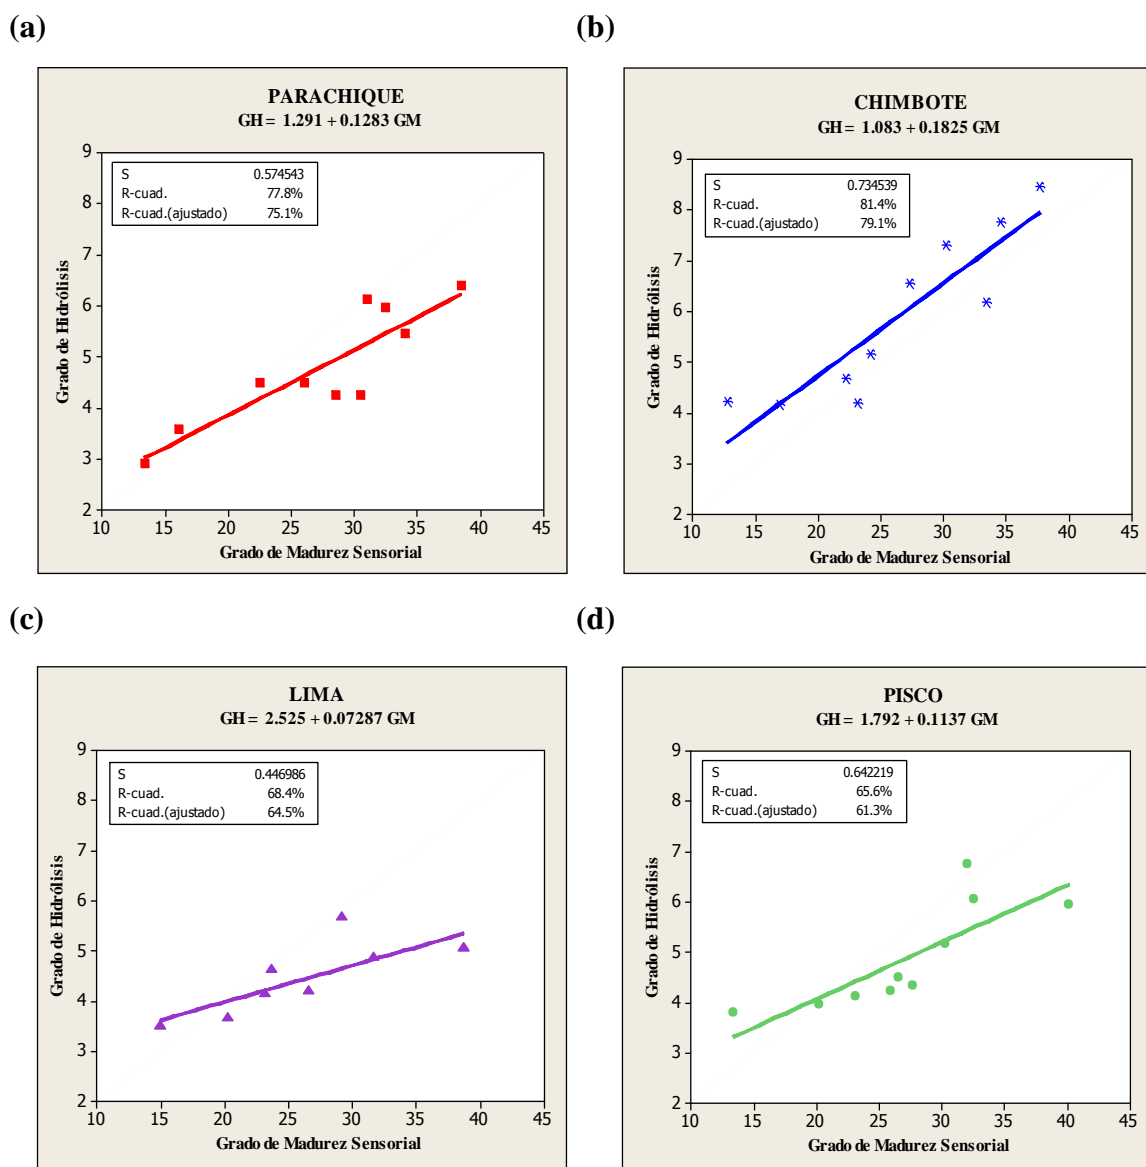 (a)
PARACHIQUE
GH = 1.291 + 0.1283 GM
S 0.574543
R-cuad. 77.8%
R-cuad.(ajustado) 75.1%
9
8
7
6
5
4
3
2
Grado de Hidrólisis
10 15 20 25 30 35 40 45
Grado de Madurez Sensorial
(b)
CHIMBOTE
GH = 1.083 + 0.1825 GM
S 0.734539
R-cuad. 81.4%
R-cuad.(ajustado) 79.1%
9
8
7
6
5
4
3
2
Grado de Hidrólisis
10 15 20 25 30 35 40 45
Grado de Madurez Sensorial
(c)
LIMA
GH = 2.525 + 0.07287 GM
S 0.446986
R-cuad. 68.4%
R-cuad.(ajustado) 64.5%
9
8
7
6
5
4
3
2
Grado de Hidrólisis
10 15 20 25 30 35 40 45
Grado de Madurez Sensorial
(d)
PISCO
GH = 1.792 + 0.1137 GM
S 0.642219
R-cuad. 65.6%
R-cuad.(ajustado) 61.3%
9
8
7
6
5
4
3
2
Grado de Hidrólisis
10 15 20 25 30 35 40 45
Grado de Madurez Sensorial